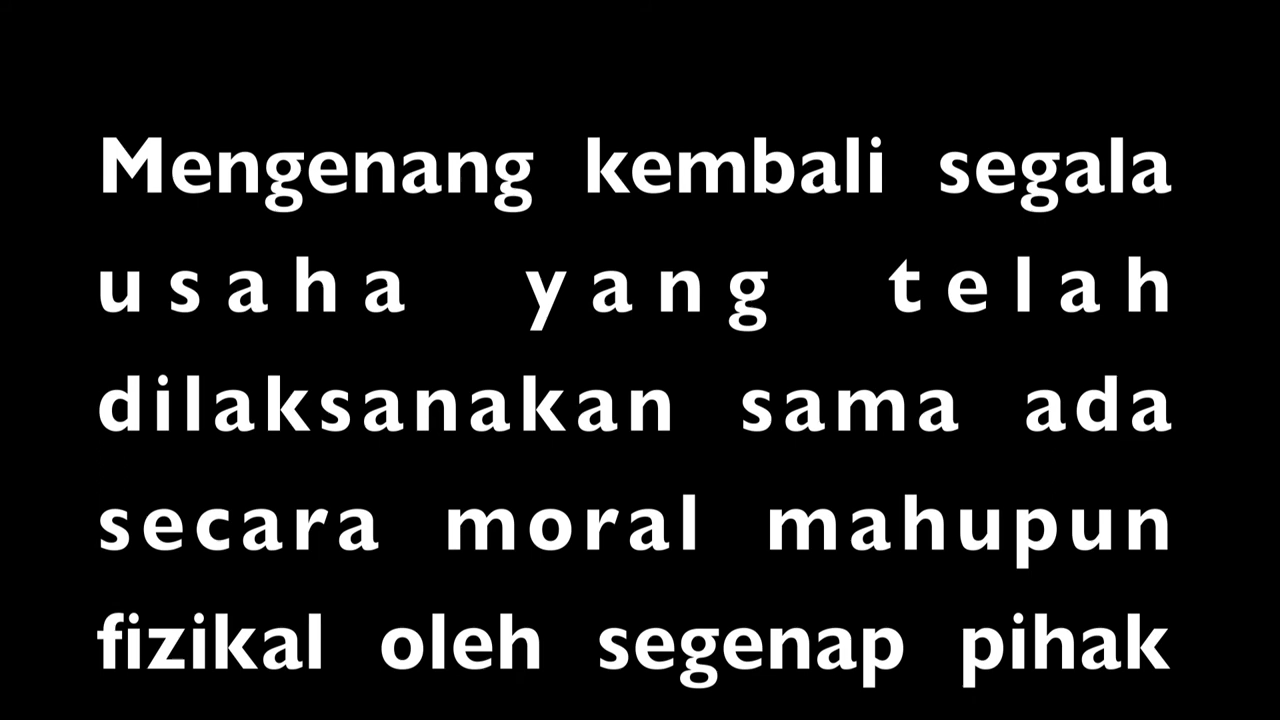 Mengenang kembali segala
usaha yang telah
dilaksanakan sama ada
secara moral mahupun
fizikal oleh segenap pihak